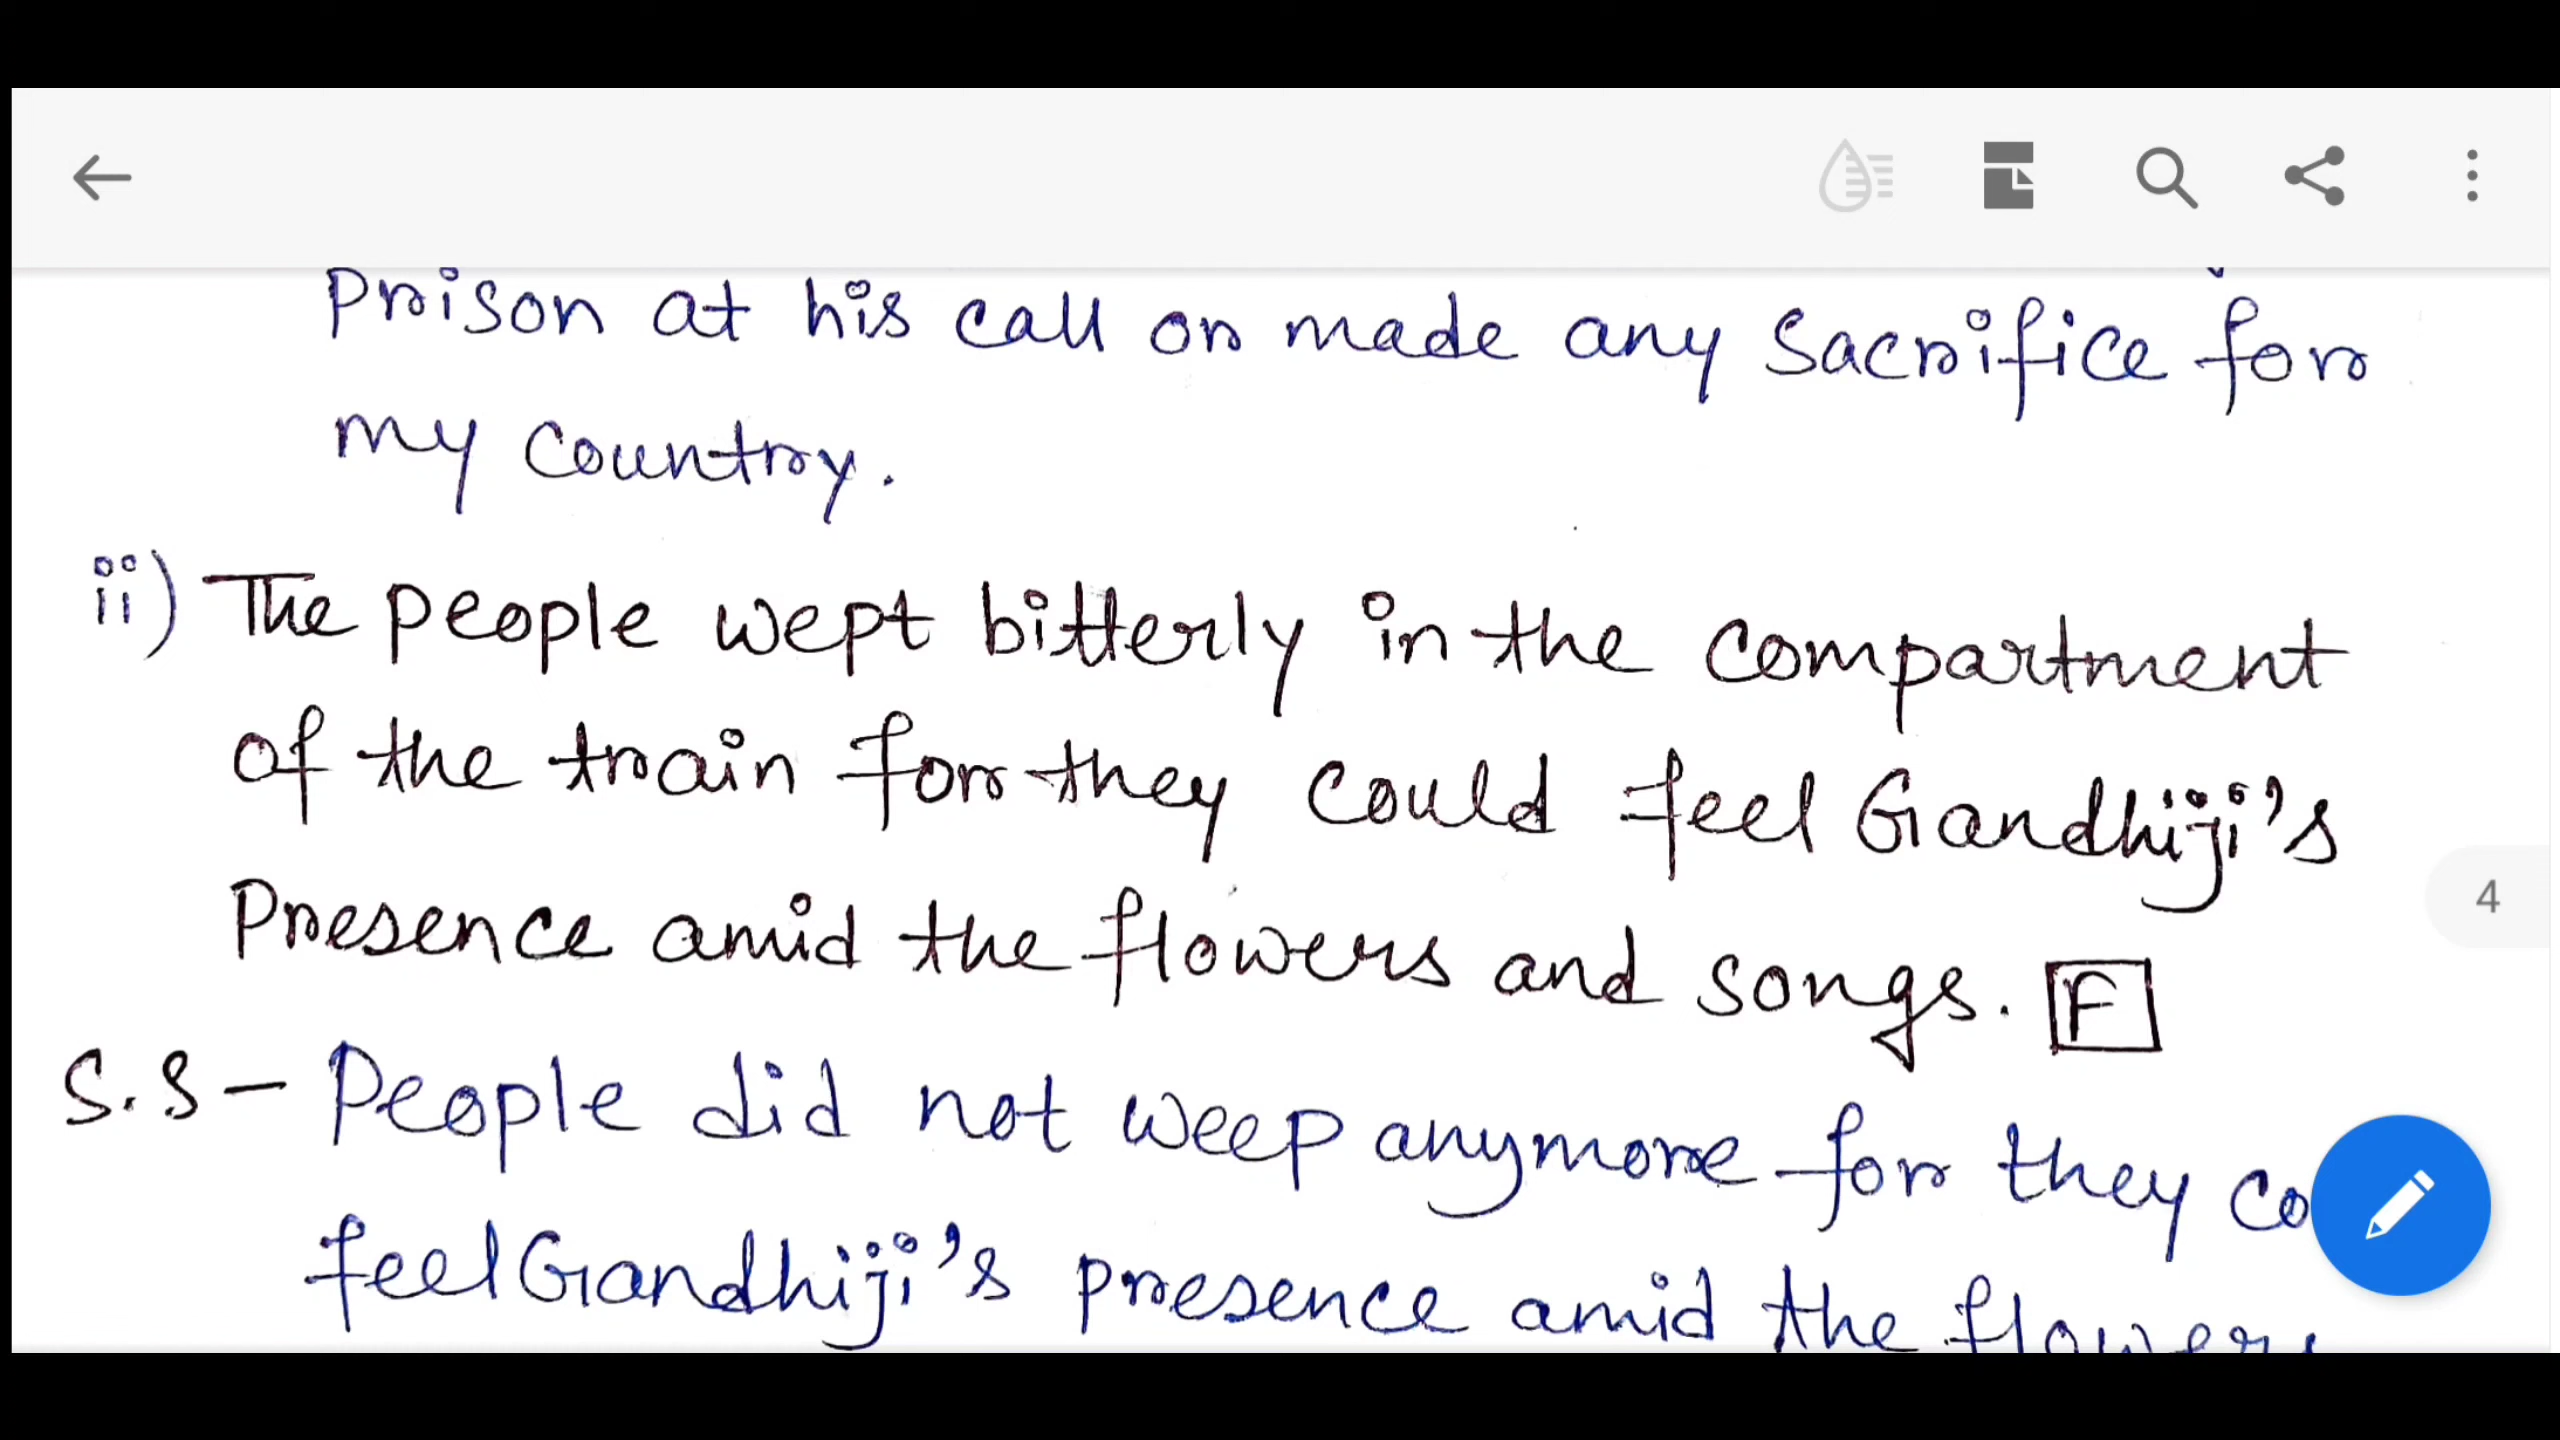 Prison at his call or made any sacrifice for
my country.
ii) The people wept bitterly in the compartment
of the train for they could feel Gandhiji's
4
Presence amid the flowers and songs. F
S.S - People did not weep anymore for they co
feel Gandhiji's presence amid the flowers